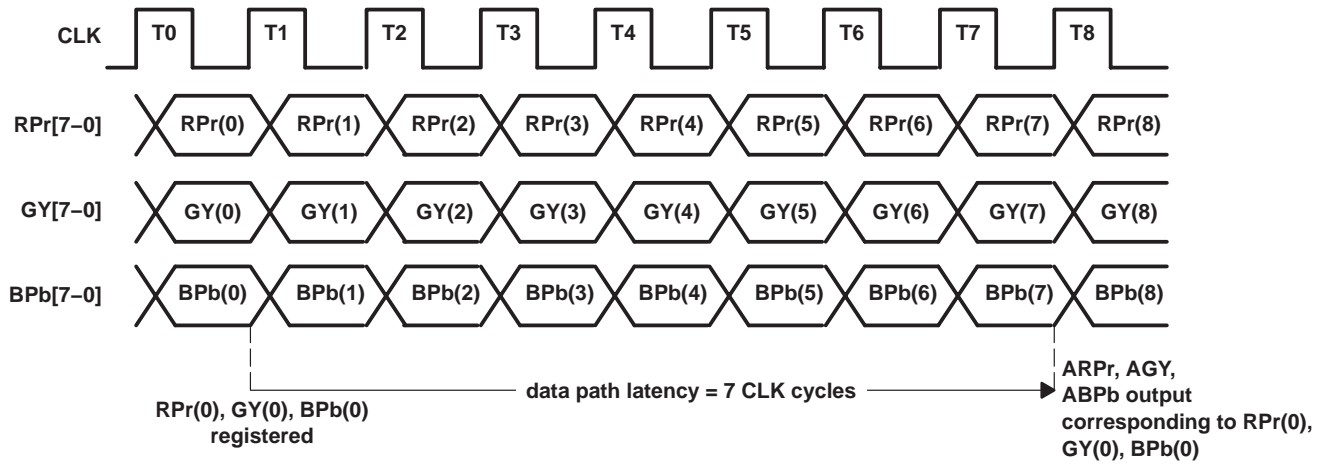 CLK T0 T1 T2 T3 T4 T5 T6 T7 T8
RPr[7–0] RPr(0) RPr(1) RPr(2) RPr(3) RPr(4) RPr(5) RPr(6) RPr(7) RPr(8)
GY[7–0] GY(0) GY(1) GY(2) GY(3) GY(4) GY(5) GY(6) GY(7) GY(8)
BPb[7–0] BPb(0) BPb(1) BPb(2) BPb(3) BPb(4) BPb(5) BPb(6) BPb(7) BPb(8)
data path latency = 7 CLK cycles
RPr(0), GY(0), BPb(0)
registered
ARPr, AGY,
ABPb output
corresponding to RPr(0),
GY(0), BPb(0)